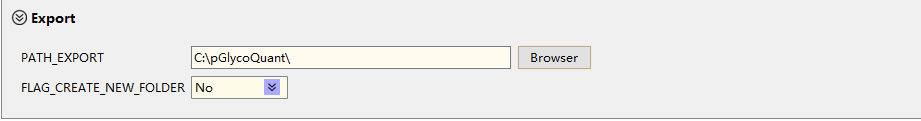 Export
PATH_EXPORT C:\pGlycoQuant\ Browser
FLAG_CREATE_NEW_FOLDER No